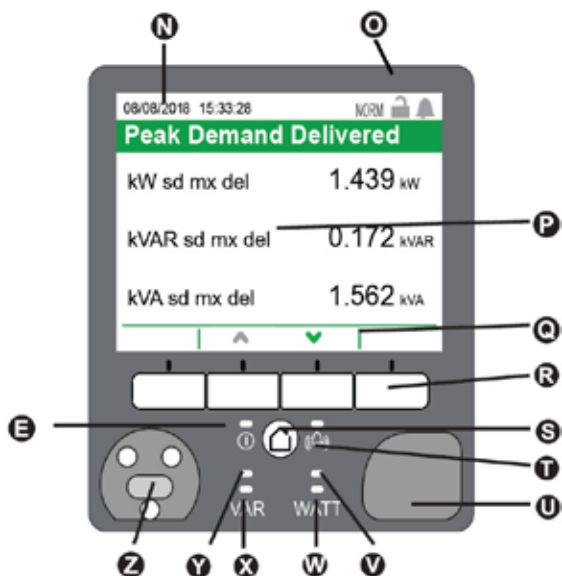 N
O
08/08/2018 15:33:28 NORM
Peak Demand Delivered
kW sd mx del 1.439 kW
P
kVAR sd mx del 0.172 kVAR
kVA sd mx del 1.562 kVA
Q
R
E
S
T
U
VAR WATT
Z
Y
X
W
V